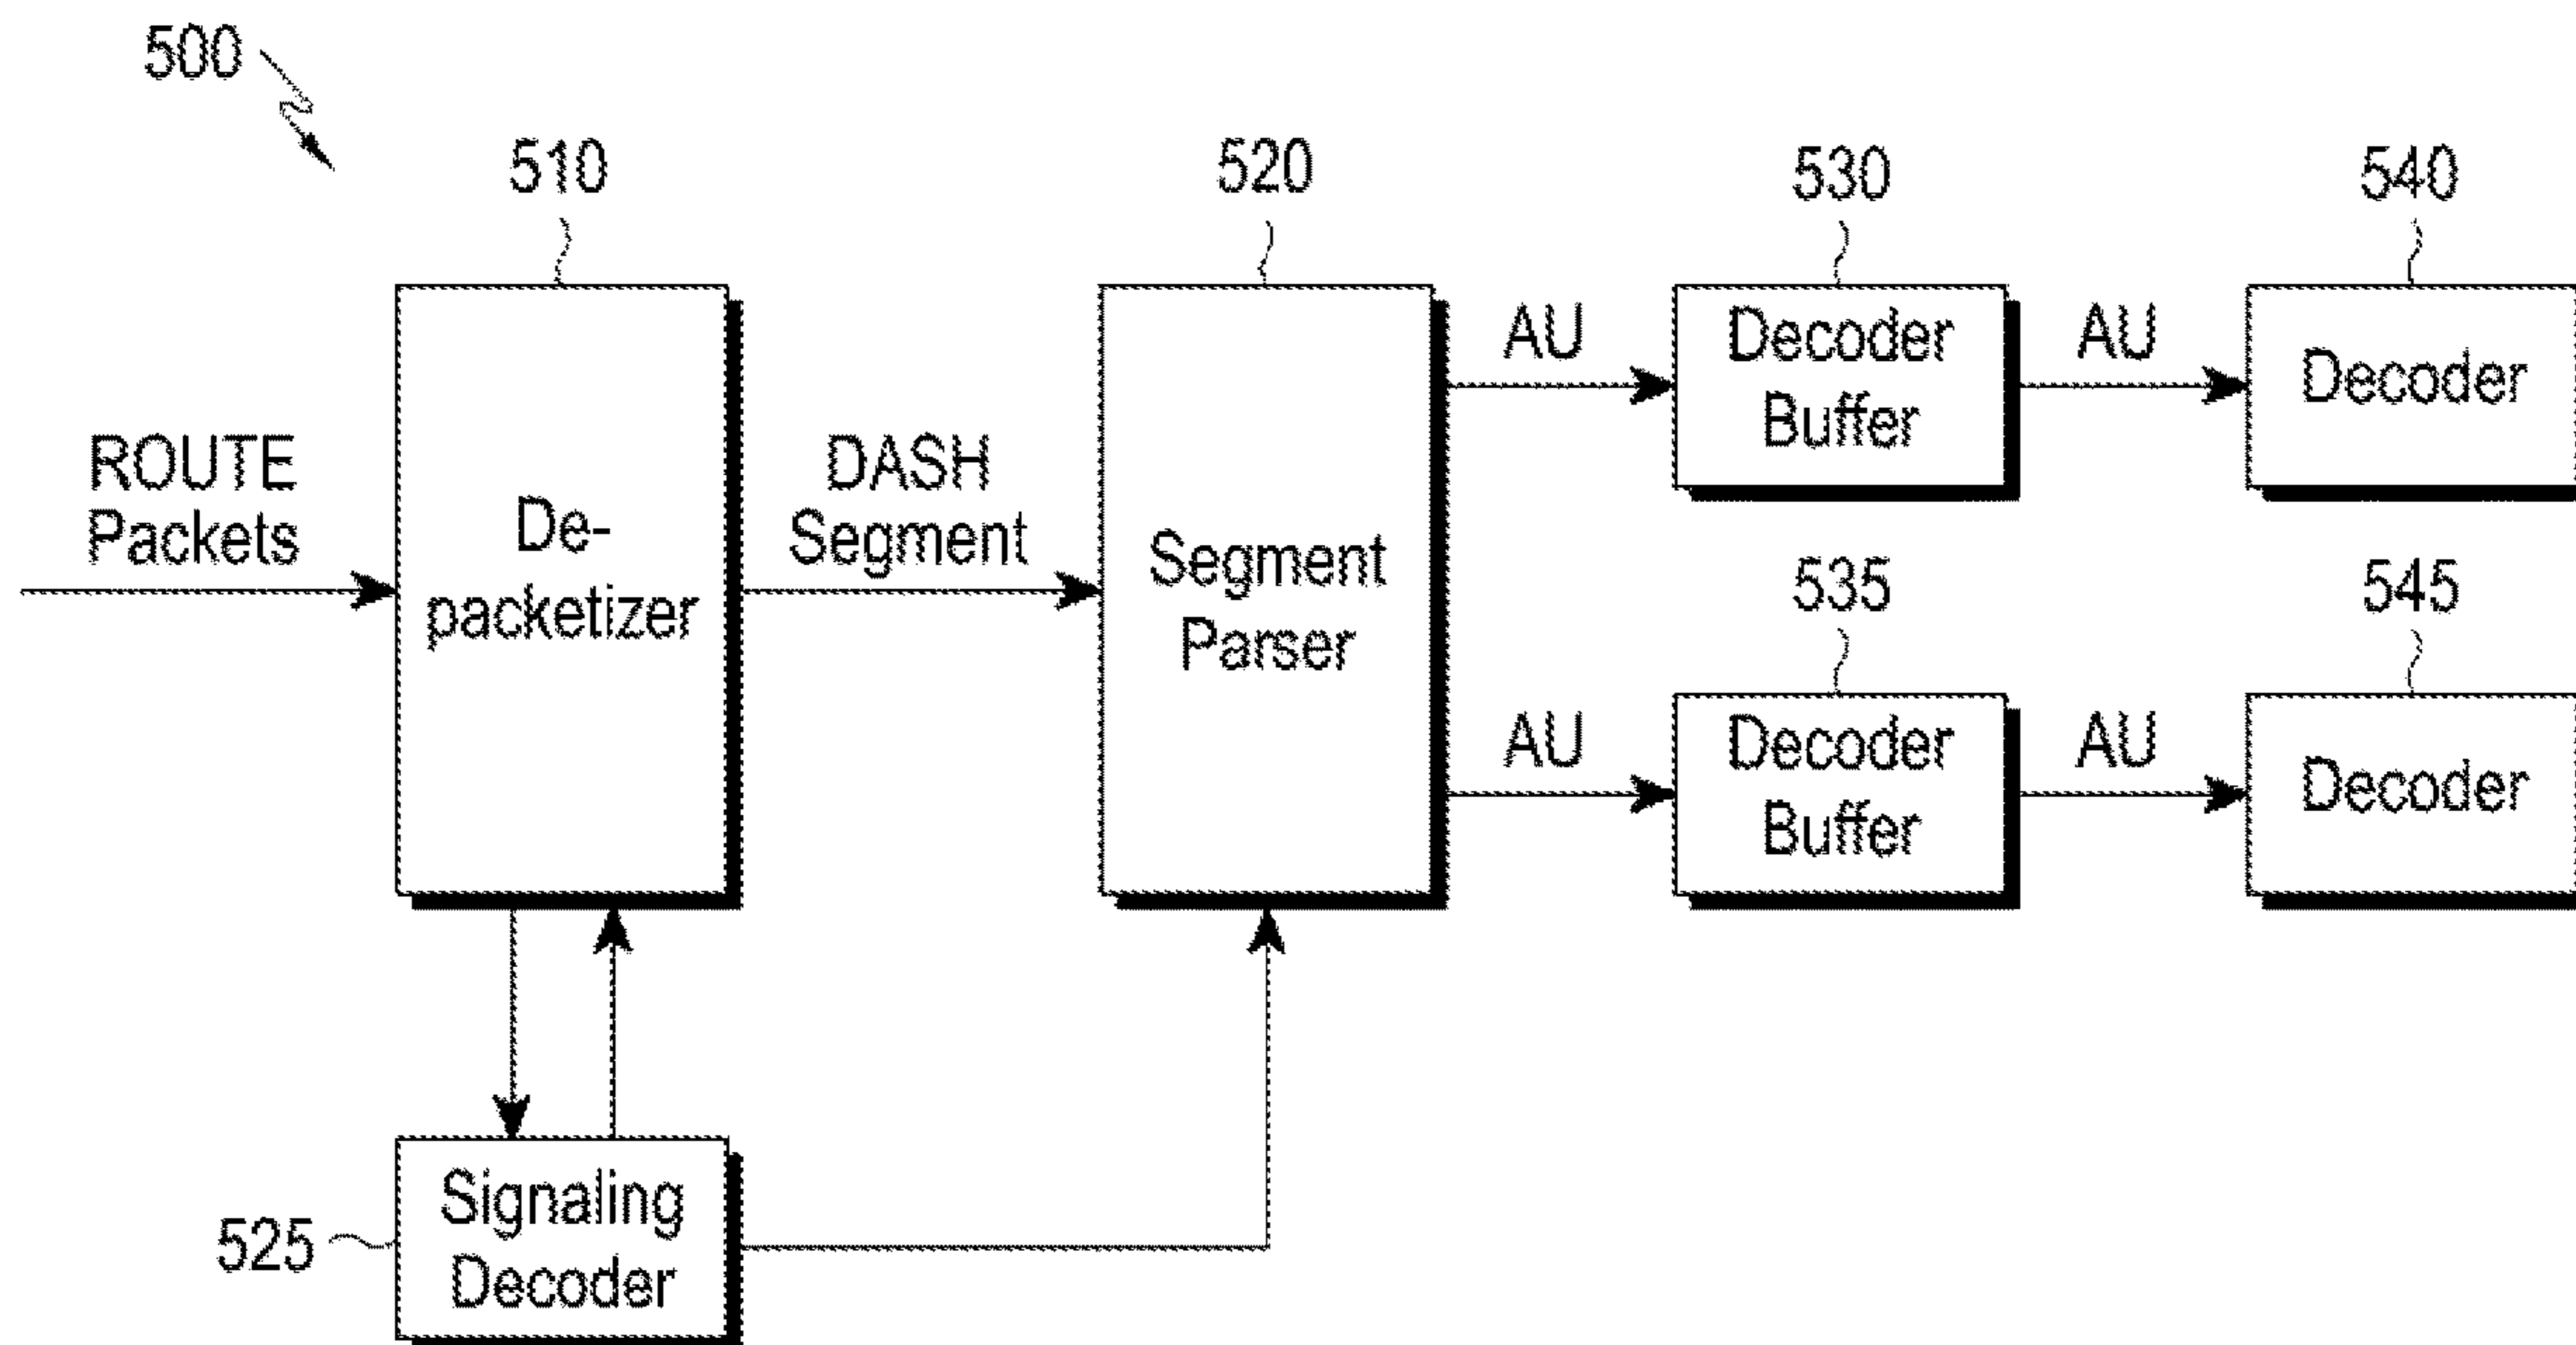 500
510
520
530
540
ROUTE
Packets
De-
packetizer
DASH
Segment
Segment
Parser
AU
Decoder
Buffer
AU
Decoder
535
545
AU
Decoder
Buffer
AU
Decoder
525
Signaling
Decoder